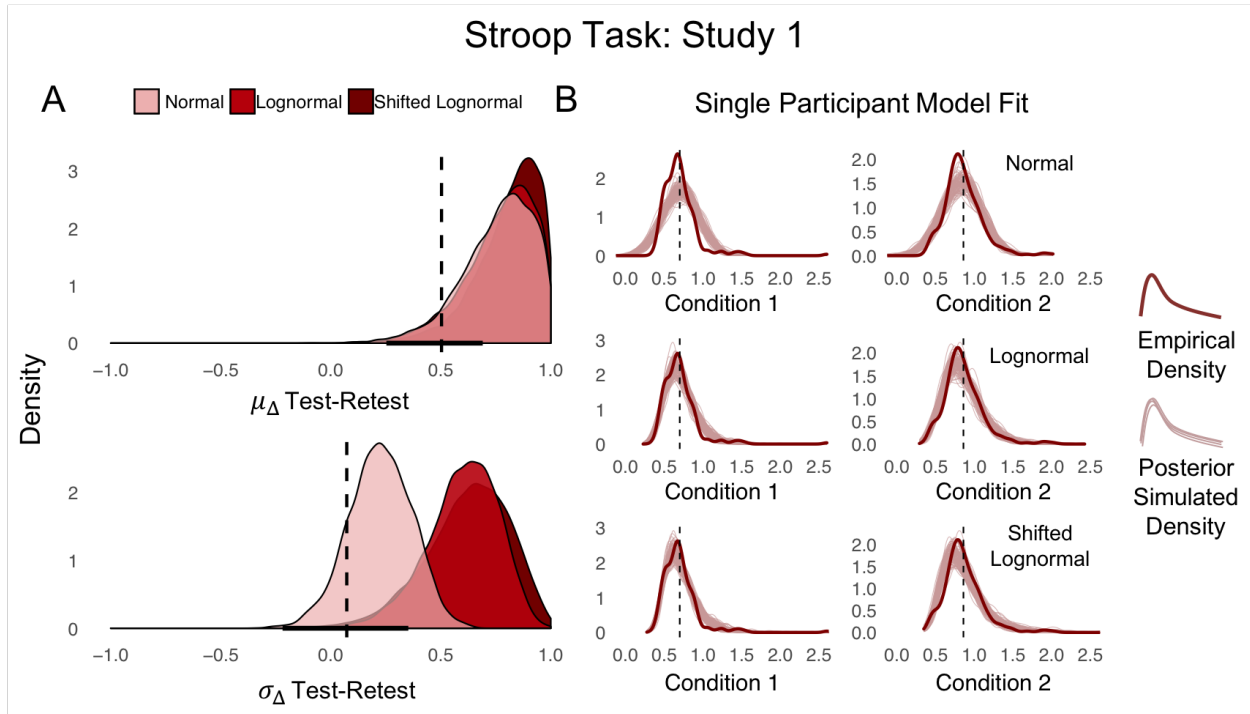 Stroop Task: Study 1
A
Normal Lognormal Shifted Lognormal
Density
3
2
1
0
−1.0 −0.5 0.0 0.5 1.0
μΔ Test-Retest
2
1
0
−1.0 −0.5 0.0 0.5 1.0
σΔ Test-Retest
B
Single Participant Model Fit
2
1
0
0.0 0.5 1.0 1.5 2.0 2.5
Condition 1
Normal
2.0
1.5
1.0
0.5
0.0
0.0 0.5 1.0 1.5 2.0 2.5
Condition 2
3
2
1
0
0.0 0.5 1.0 1.5 2.0 2.5
Condition 1
Lognormal
2.0
1.5
1.0
0.5
0.0
0.0 0.5 1.0 1.5 2.0 2.5
Condition 2
3
2
1
0
0.0 0.5 1.0 1.5 2.0 2.5
Condition 1
Shifted
Lognormal
2.0
1.5
1.0
0.5
0.0
0.0 0.5 1.0 1.5 2.0 2.5
Condition 2
Empirical
Density
Posterior
Simulated
Density